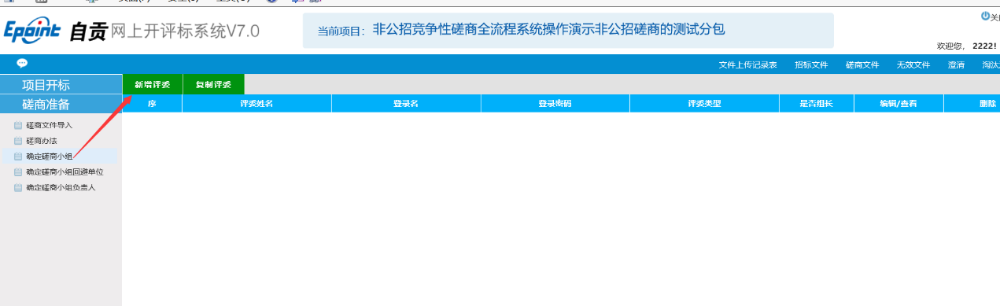 Epoint 自贡网上开评标系统V7.0
当前项目: 非公招竞争性磋商全流程系统操作演示非公招磋商的测试分包
欢迎您, 2222!
文件上传记录表 招标文件 磋商文件 无效文件 澄清
项目开标
新增评委 复制评委
磋商准备
序 评委姓名 登录名 登录密码 评委类型 是否组长 编辑/查看 删除
磋商文件导入
磋商办法
确定磋商小组
确定磋商小组回避单位
确定磋商小组负责人